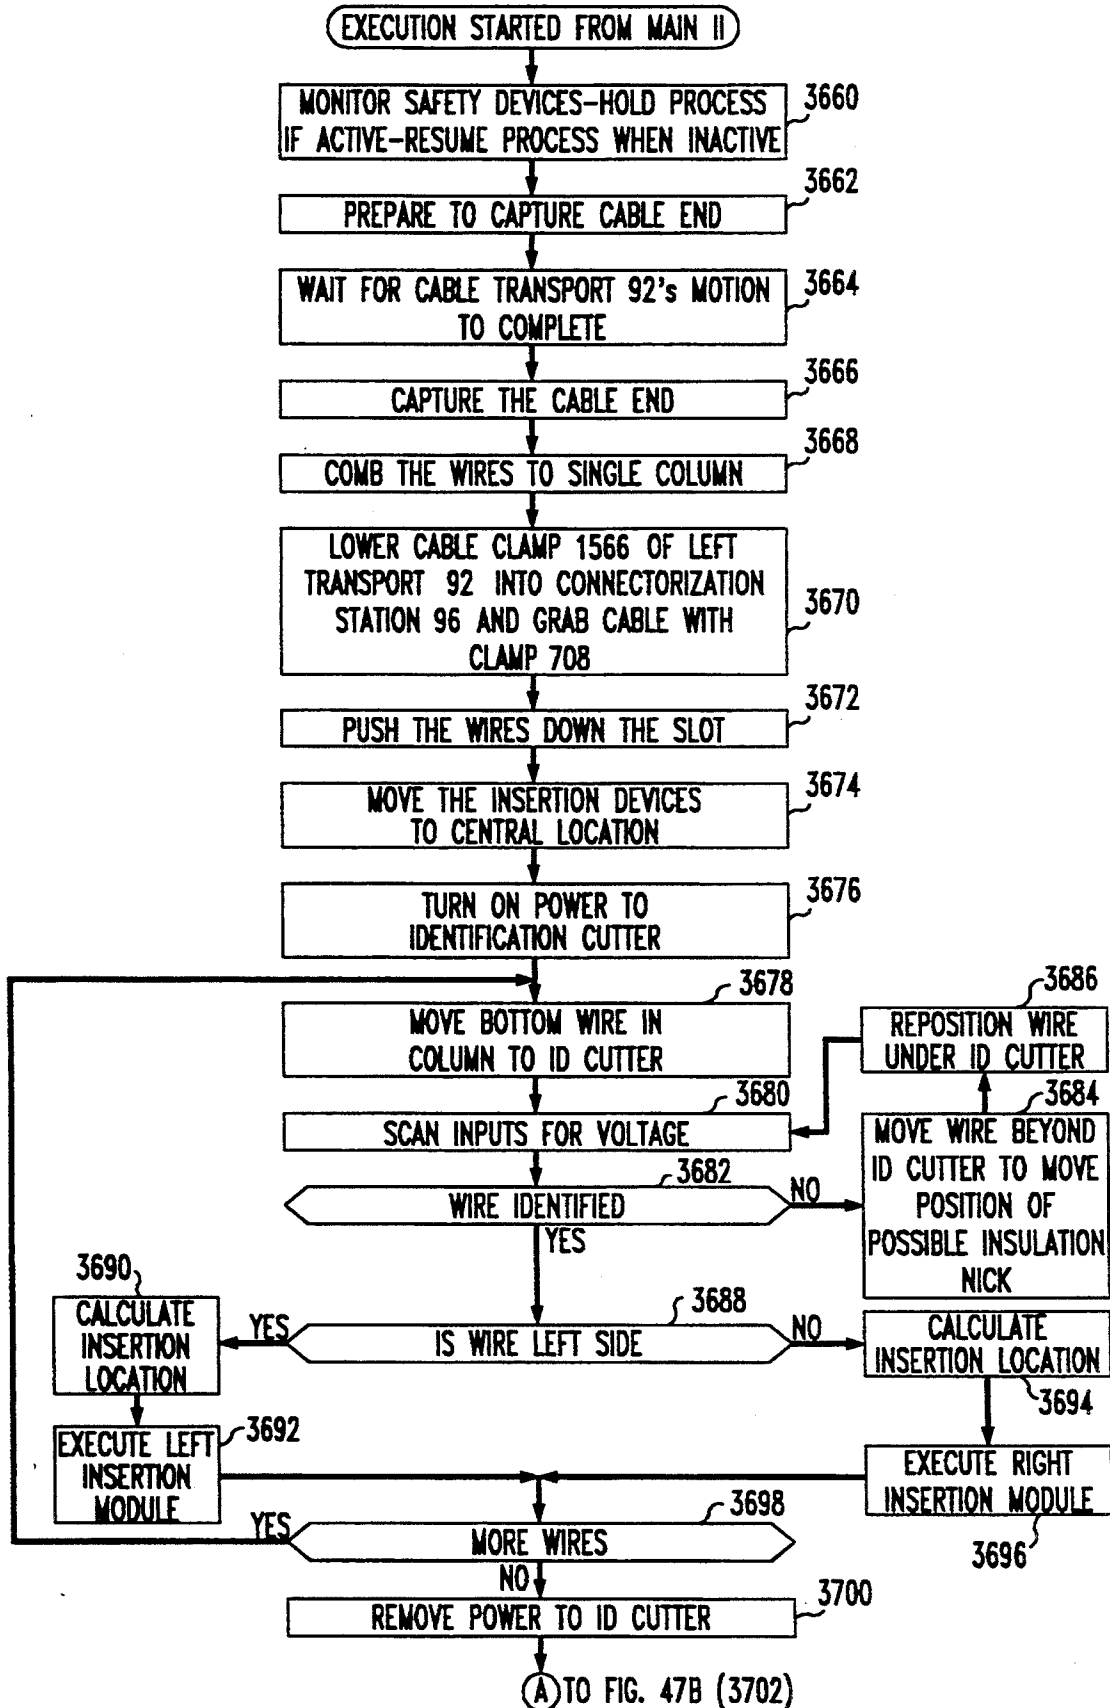 EXECUTION STARTED FROM MAIN II
3660
MONITOR SAFETY DEVICES-HOLD PROCESS
IF ACTIVE-RESUME PROCESS WHEN INACTIVE
3662
PREPARE TO CAPTURE CABLE END
3664
WAIT FOR CABLE TRANSPORT 92's MOTION
TO COMPLETE
3666
CAPTURE THE CABLE END
3668
COMB THE WIRES TO SINGLE COLUMN
3670
LOWER CABLE CLAMP 1566 OF LEFT
TRANSPORT 92 INTO CONNECTORIZATION
STATION 96 AND GRAB CABLE WITH
CLAMP 708
3672
PUSH THE WIRES DOWN THE SLOT
3674
MOVE THE INSERTION DEVICES
TO CENTRAL LOCATION
3676
TURN ON POWER TO
IDENTIFICATION CUTTER
3678
MOVE BOTTOM WIRE IN
COLUMN TO ID CUTTER
3686
REPOSITION WIRE
UNDER ID CUTTER
3680
SCAN INPUTS FOR VOLTAGE
3684
MOVE WIRE BEYOND
ID CUTTER TO MOVE
POSITION OF
POSSIBLE INSULATION
NICK
3682
WIRE IDENTIFIED
NO
YES
3688
IS WIRE LEFT SIDE
YES
NO
3690
CALCULATE
INSERTION
LOCATION
CALCULATE
INSERTION LOCATION
3694
3692
EXECUTE LEFT
INSERTION
MODULE
EXECUTE RIGHT
INSERTION MODULE
3696
3698
MORE WIRES
YES
NO
3700
REMOVE POWER TO ID CUTTER
A TO FIG. 47B (3702)